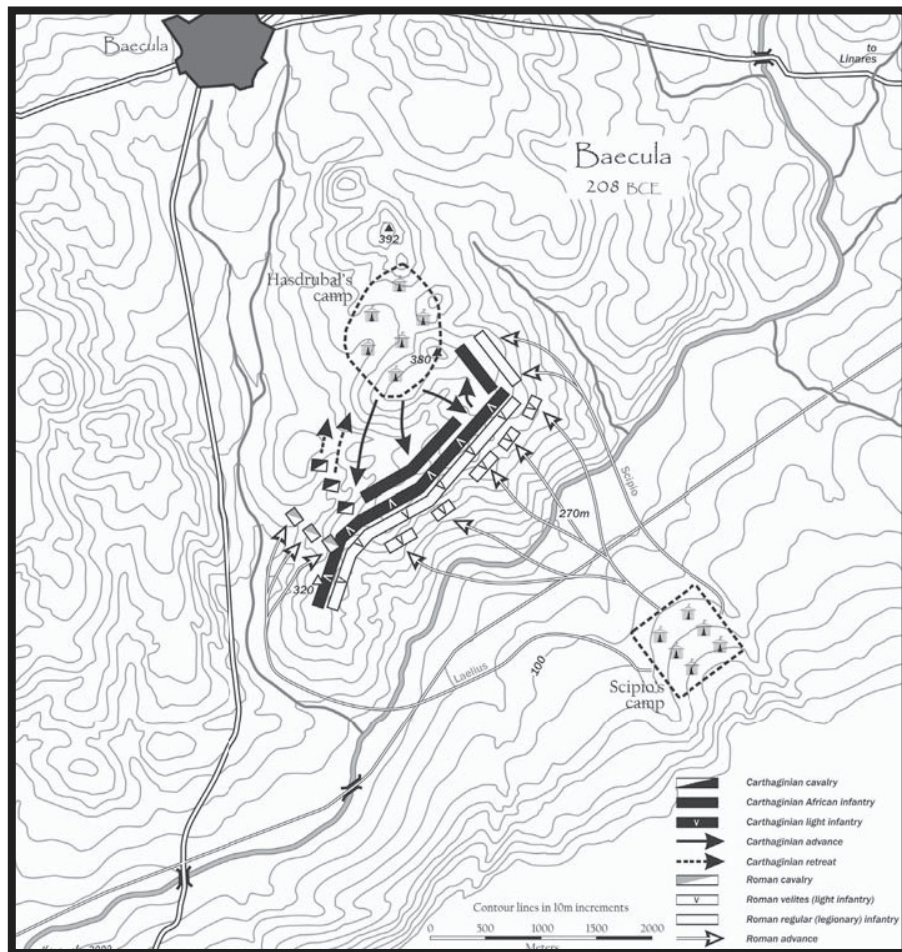 Baecula
to
Linares
Baecula
208 BCE
392
Hasdrubal's
camp
380
Scipio
270m
320
100
Laelius
Scipio's
camp
Carthaginian cavalry
Carthaginian African infantry
V Carthaginian light infantry
Carthaginian advance
Carthaginian retreat
Roman cavalry
V Roman velites (light infantry)
Roman regular (legionary) infantry
Roman advance
Contour lines in 10m increments
0 500 1000 1500 2000
Meters